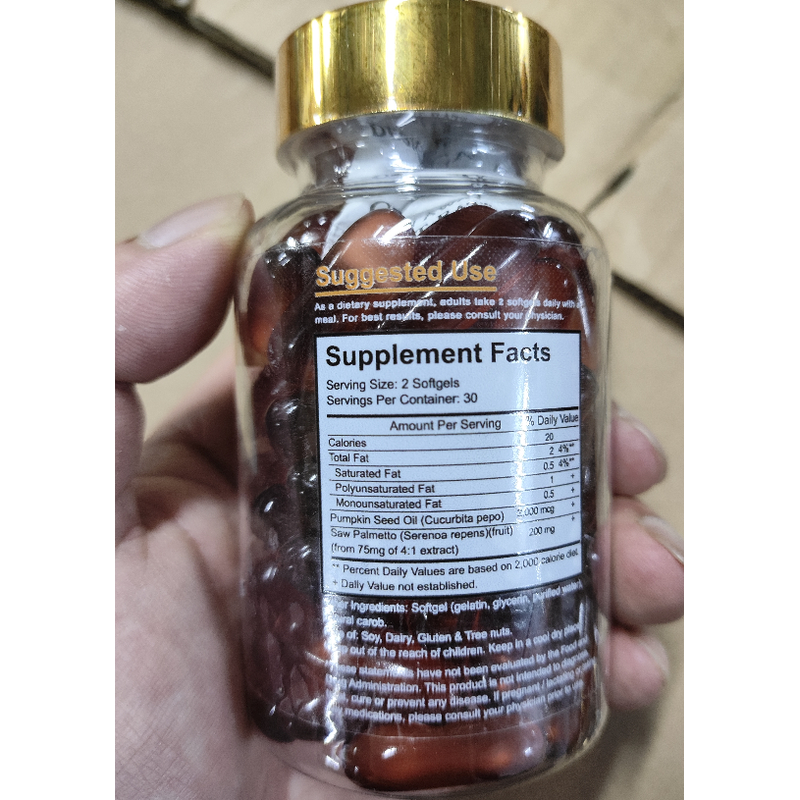 Suggested Use
As a dietary supplement, adults take 2 softgels daily with a
meal. For best results, please consult your physician.
Supplement Facts
Serving Size: 2 Softgels
Servings Per Container: 30
Amount Per Serving % Daily Value
Calories 20
Total Fat 2 4%**
Saturated Fat 0.5 4%**
Polyunsaturated Fat 1 +
Monounsaturated Fat 0.5 +
Pumpkin Seed Oil (Cucurbita pepo) 2,000 mcg +
Saw Palmetto (Serenoa repens)(fruit) 200 mg +
(from 75mg of 4:1 extract)
** Percent Daily Values are based on 2,000 calorie diet.
+ Daily Value not established.
Ingredients: Softgel (gelatin, glycerin, purified water),
carob.
of: Soy, Dairy, Gluten & Tree nuts.
out of the reach of children. Keep in a cool dry
statements have not been evaluated by the Food
Administration. This product is not intended to
cure or prevent any disease. If pregnant / lactating
medications, please consult your physician prior to